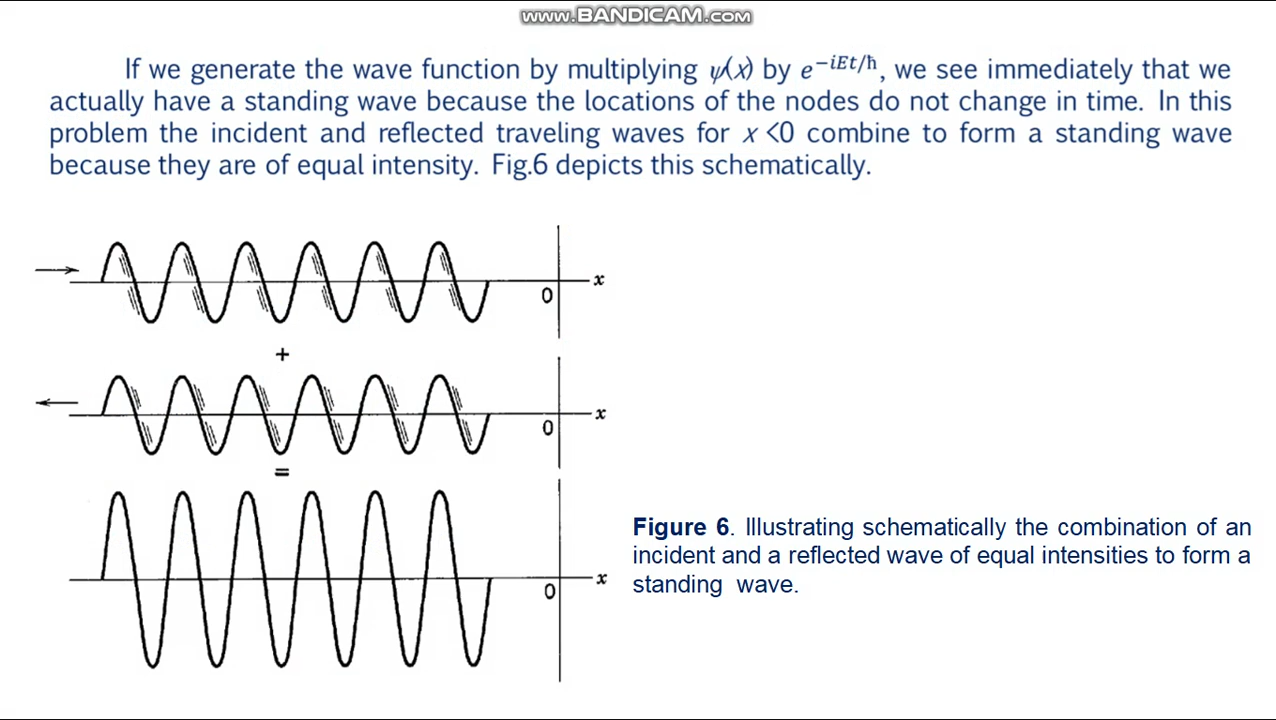 www.BANDICAM.com
If we generate the wave function by multiplying ψ(x) by e^{-iEt/ħ}, we see immediately that we
actually have a standing wave because the locations of the nodes do not change in time. In this
problem the incident and reflected traveling waves for x <0 combine to form a standing wave
because they are of equal intensity. Fig.6 depicts this schematically.
x
0
+
x
0
=
x
0
Figure 6. Illustrating schematically the combination of an
incident and a reflected wave of equal intensities to form a
standing wave.